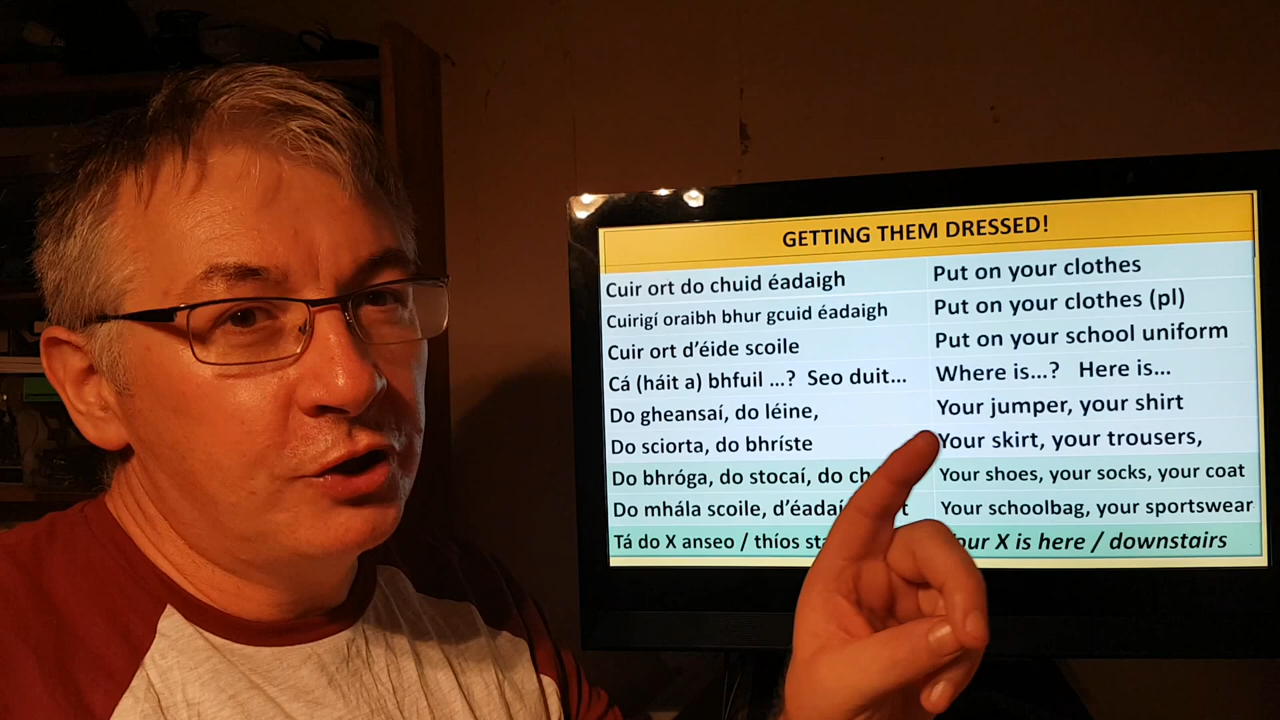 GETTING THEM DRESSED!
Cuir ort do chuid éadaigh Put on your clothes
Cuirigí oraibh bhur gcuid éadaigh Put on your clothes (pl)
Cuir ort d'éide scoile Put on your school uniform
Cá (háit a) bhfuil ...? Seo duit... Where is...? Here is...
Do gheansaí, do léine, Your jumper, your shirt
Do sciorta, do bhríste Your skirt, your trousers,
Do bhróga, do stocaí, do Your shoes, your socks, your coat
Do mhála scoile, Your schoolbag, your sportswear
Tá do X anseo / thíos X is here / downstairs